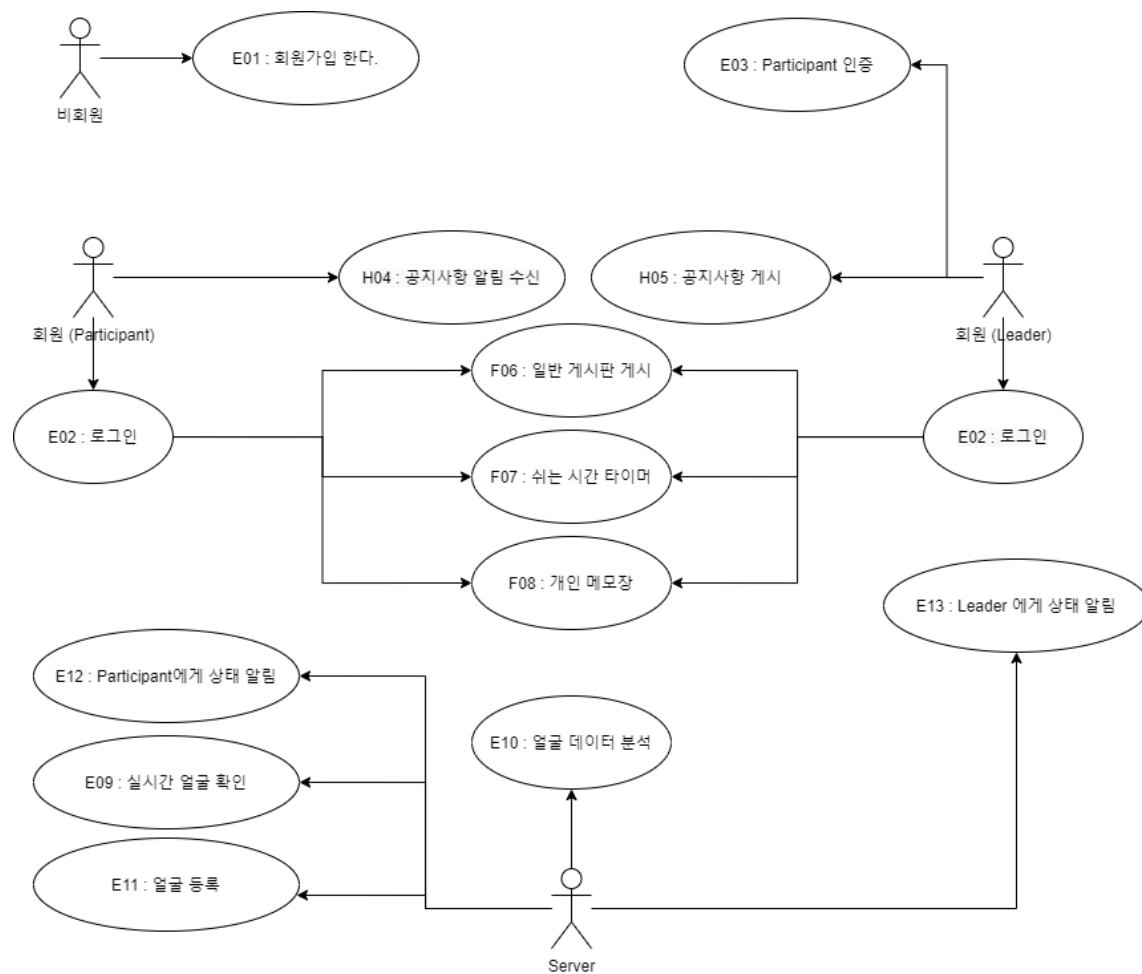 E01 : 회원가입 한다.
E03 : Participant 인증
비회원
H04 : 공지사항 알림 수신
H05 : 공지사항 게시
회원 (Participant)
회원 (Leader)
F06 : 일반 게시판 게시
E02 : 로그인
E02 : 로그인
F07 : 쉬는 시간 타이머
F08 : 개인 메모장
E13 : Leader 에게 상태 알림
E12 : Participant에게 상태 알림
E10 : 얼굴 데이터 분석
E09 : 실시간 얼굴 확인
E11 : 얼굴 등록
Server